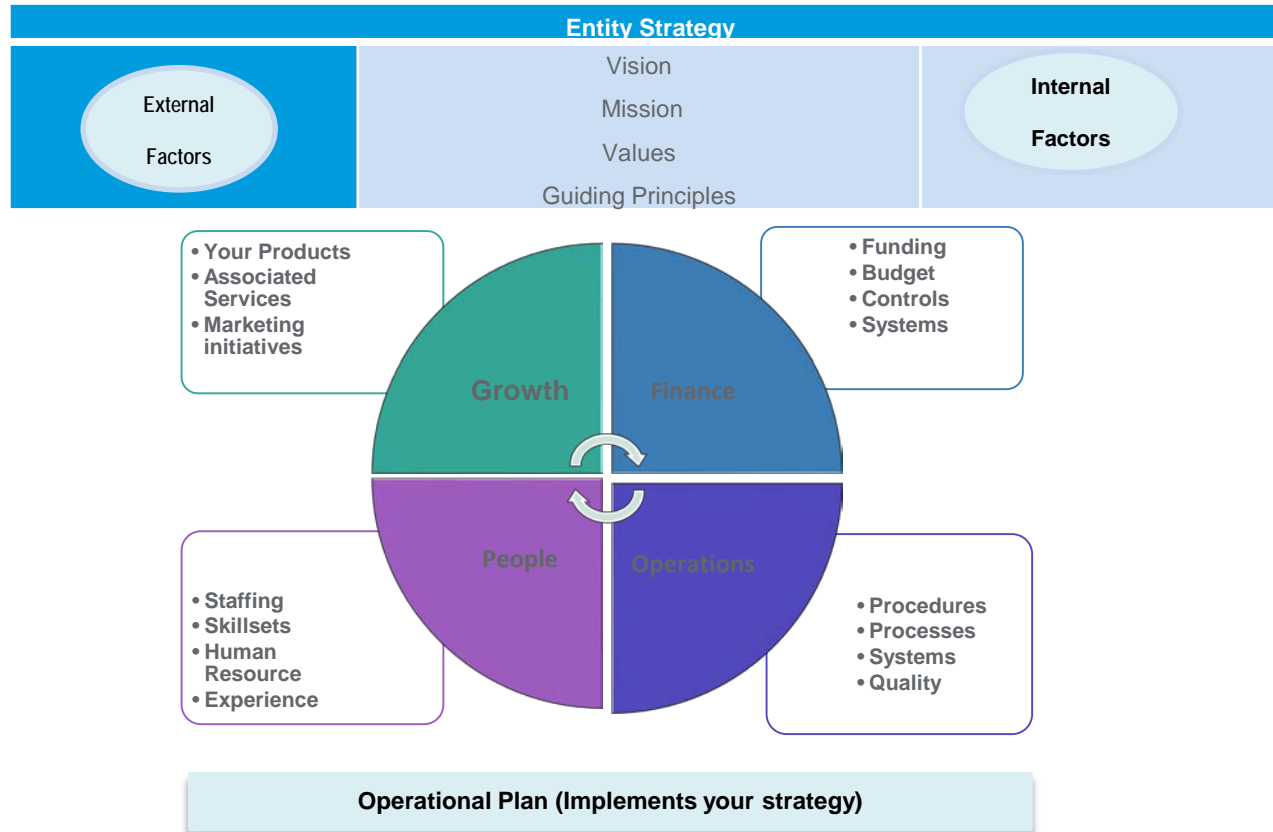 Entity Strategy
External
Factors
Vision
Mission
Values
Guiding Principles
Internal
Factors
• Your Products
• Associated
Services
• Marketing
initiatives
• Funding
• Budget
• Controls
• Systems
Growth
Finance
People
Operations
• Staffing
• Skillsets
• Human
Resource
• Experience
• Procedures
• Processes
• Systems
• Quality
Operational Plan (Implements your strategy)